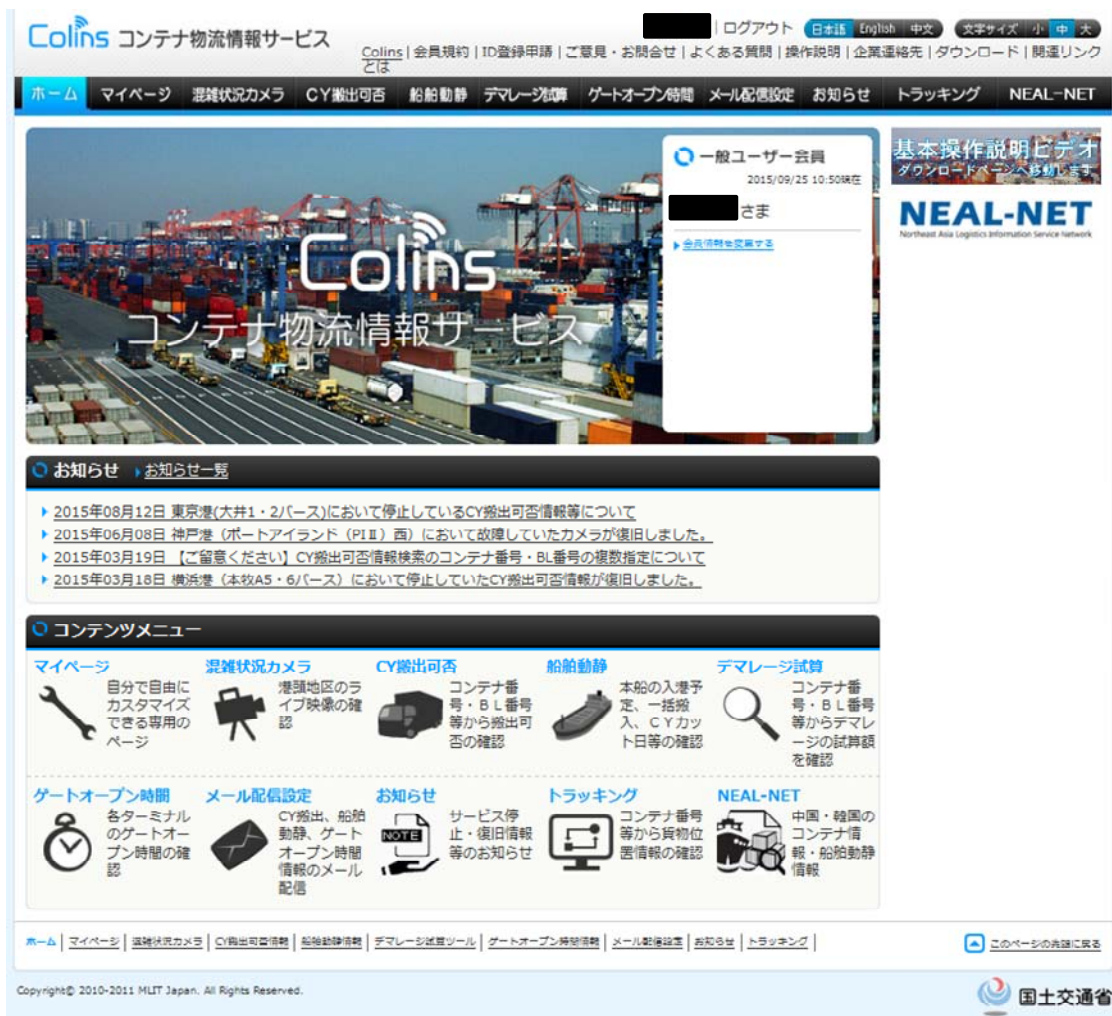 Colins コンテナ物流情報サービス
ログアウト 日本語 English 中文 文字サイズ 小 中 大
Colinsとは | 会員規約 | ID登録申請 | ご意見・お問合せ | よくある質問 | 操作説明 | 企業連絡先 | ダウンロード | 関連リンク
ホーム マイページ 混雑状況カメラ CY搬出可否 船舶動静 デマレージ試算 ゲートオープン時間 メール配信設定 お知らせ トラッキング NEAL-NET
Colins
コンテナ物流情報サービス
一般ユーザー会員
2015/09/25 10:50現在
さま
会員情報を変更する
基本操作説明ビデオ
ダウンロードページへ移動します
NEAL-NET
Northeast Asia Logistics Information Service Network
お知らせ お知らせ一覧
2015年08月12日 東京港(大井1・2バース)において停止しているCY搬出可否情報等について
2015年06月08日 神戸港（ポートアイランド（PIⅡ）西）において故障していたカメラが復旧しました。
2015年03月19日 【ご留意ください】CY搬出可否情報検索のコンテナ番号・BL番号の複数指定について
2015年03月18日 横浜港（本牧A5・6バース）において停止していたCY搬出可否情報が復旧しました。
コンテンツメニュー
マイページ
自分で自由に
カスタマイズ
できる専用の
ページ
混雑状況カメラ
港頭地区のラ
イブ映像の確
認
CY搬出可否
コンテナ番
号・ＢＬ番号
等から搬出可
否の確認
船舶動静
本船の入港予
定、一括搬
入、ＣＹカッ
ト日等の確認
デマレージ試算
コンテナ番
号・ＢＬ番号
等からデマレ
ージの試算額
を確認
ゲートオープン時間
各ターミナル
のゲートオー
プン時間の確
認
メール配信設定
CY搬出、船舶
動静、ゲート
オープン時間
情報のメール
配信
お知らせ
NOTE
サービス停
止・復旧情報
等のお知らせ
トラッキング
コンテナ番号
等から貨物位
置情報の確認
NEAL-NET
中国・韓国の
コンテナ情
報・船舶動静
情報
ホーム | マイページ | 混雑状況カメラ | CY搬出可否情報 | 船舶動静情報 | デマレージ試算ツール | ゲートオープン時間情報 | メール配信設定 | お知らせ | トラッキング |
このページの先頭に戻る
Copyright© 2010-2011 MLIT Japan. All Rights Reserved.
国土交通省